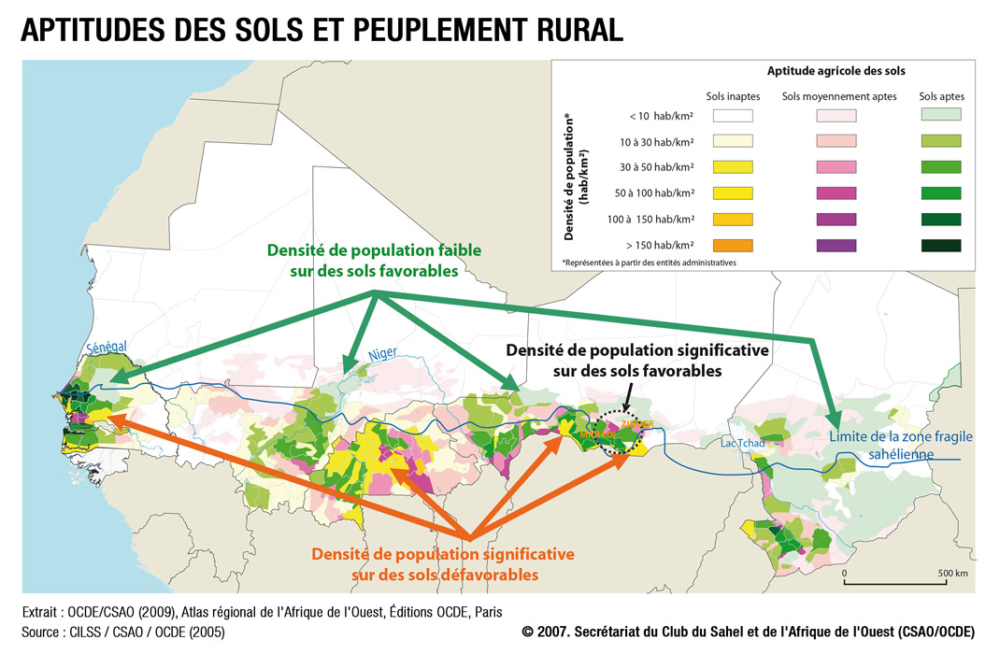 APTITUDES DES SOLS ET PEUPLEMENT RURAL
Aptitude agricole des sols
Sols inaptes
Sols moyennement aptes
Sols aptes
Densité de population*
(hab/km²)
< 10 hab/km²
10 à 30 hab/km²
30 à 50 hab/km²
50 à 100 hab/km²
100 à 150 hab/km²
> 150 hab/km²
*Représentées à partir des entités administratives
Densité de population faible
sur des sols favorables
Sénégal
Niger
Densité de population significative
sur des sols favorables
ZINDER
MARADI
Lac Tchad
Limite de la zone fragile
sahélienne
Densité de population significative
sur des sols défavorables
0
500 km
Extrait : OCDE/CSAO (2009), Atlas régional de l'Afrique de l'Ouest, Éditions OCDE, Paris
Source : CILSS / CSAO / OCDE (2005)
© 2007. Secrétariat du Club du Sahel et de l'Afrique de l'Ouest (CSAO/OCDE)